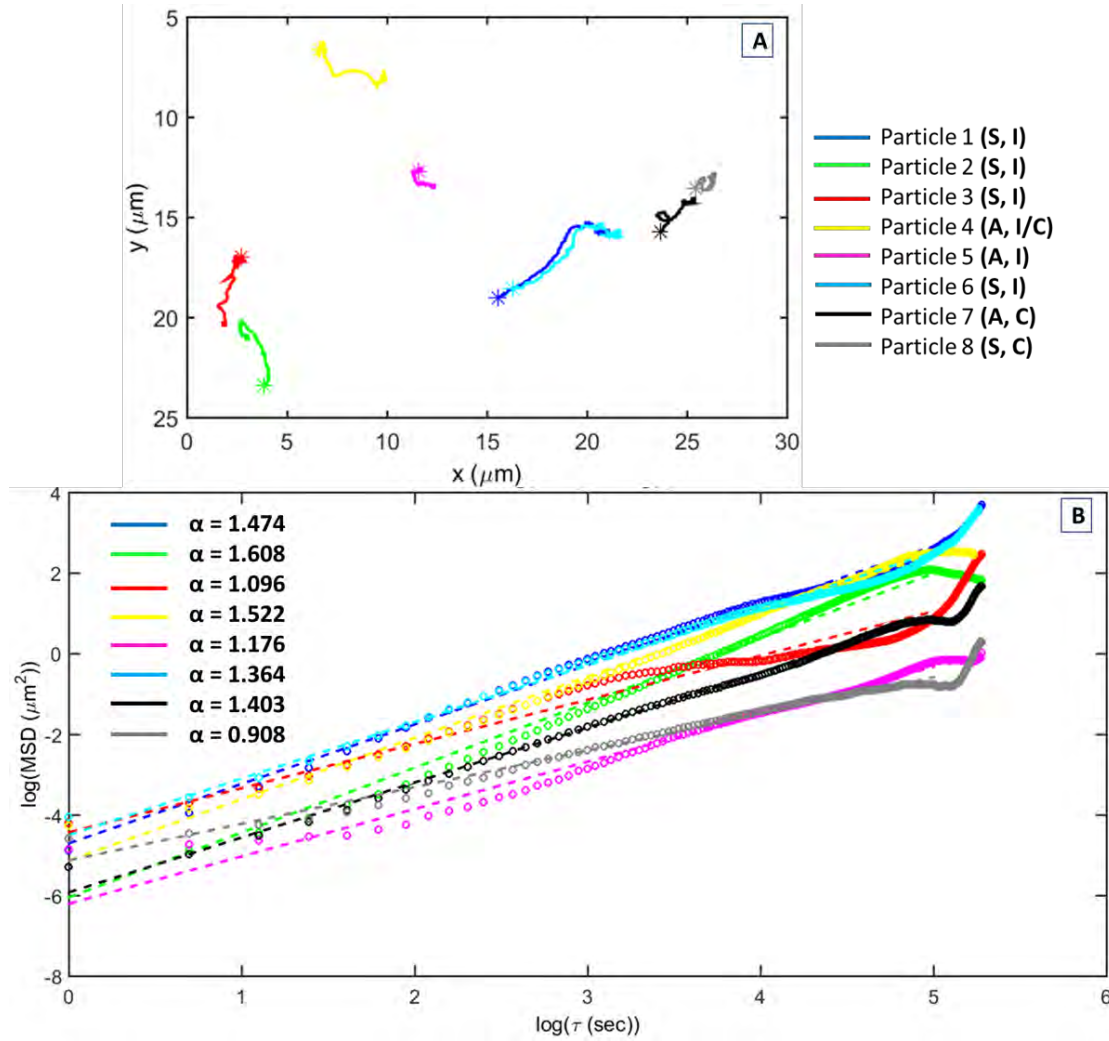 A
5
10
15
20
25
y (μm)
0 5 10 15 20 25 30
x (μm)
Particle 1 (S, I)
Particle 2 (S, I)
Particle 3 (S, I)
Particle 4 (A, I/C)
Particle 5 (A, I)
Particle 6 (S, I)
Particle 7 (A, C)
Particle 8 (S, C)
B
4
2
0
-2
-4
-6
-8
log(MSD (μm²))
α = 1.474
α = 1.608
α = 1.096
α = 1.522
α = 1.176
α = 1.364
α = 1.403
α = 0.908
0 1 2 3 4 5 6
log(τ (sec))